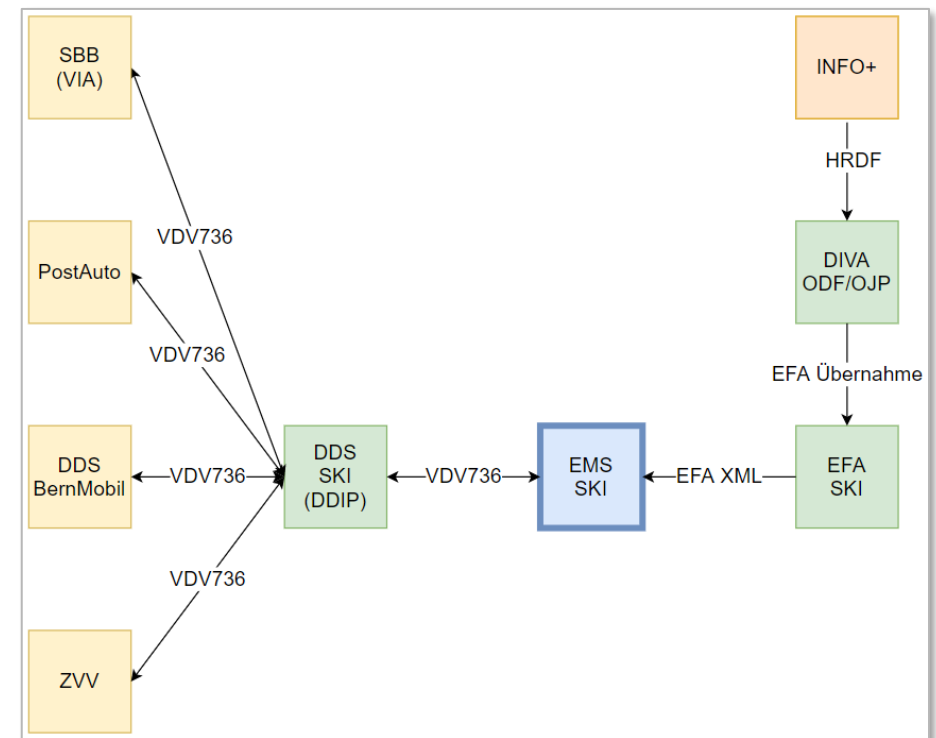 SBB
(VIA)
INFO+
HRDF
VDV736
PostAuto
DIVA
ODF/OJP
VDV736
EFA Übernahme
DDS
BernMobil
VDV736
DDS
SKI
(DDIP)
VDV736
EMS
SKI
EFA XML
EFA
SKI
VDV736
ZVV